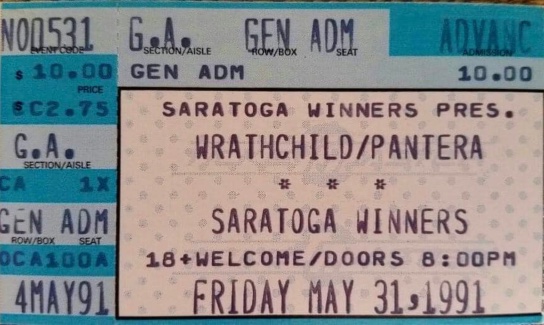 NO0531 G.A. GEN ADM ADVANC
EVENT CODE SECTION/AISLE ROW/BOX SEAT ADMISSION
$ 10.00 GEN ADM 10.00
PRICE
$C2.75 SARATOGA WINNERS PRES.
G.A. WRATHCHILD/PANTERA
SECTION/AISLE
CA 1X * * *
GEN ADM SARATOGA WINNERS
ROW/BOX SEAT
0CA100A 18+WELCOME/DOORS 8:00PM
4MAY91 FRIDAY MAY 31,1991